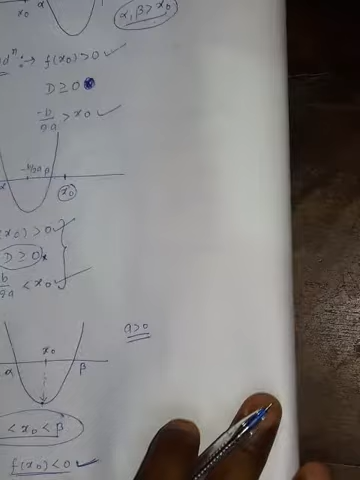 x₀ α
α, β > x₀
ndⁿ :→ f(x₀) > 0 ✓
D ≥ 0
-b/2a > x₀ ✓
-b/2a β
x₀
(x₀) > 0 ✓
D ≥ 0
b/2a < x₀ ✓
a > 0
x₀
α β
< x₀ < β
f(x₀) < 0 ✓